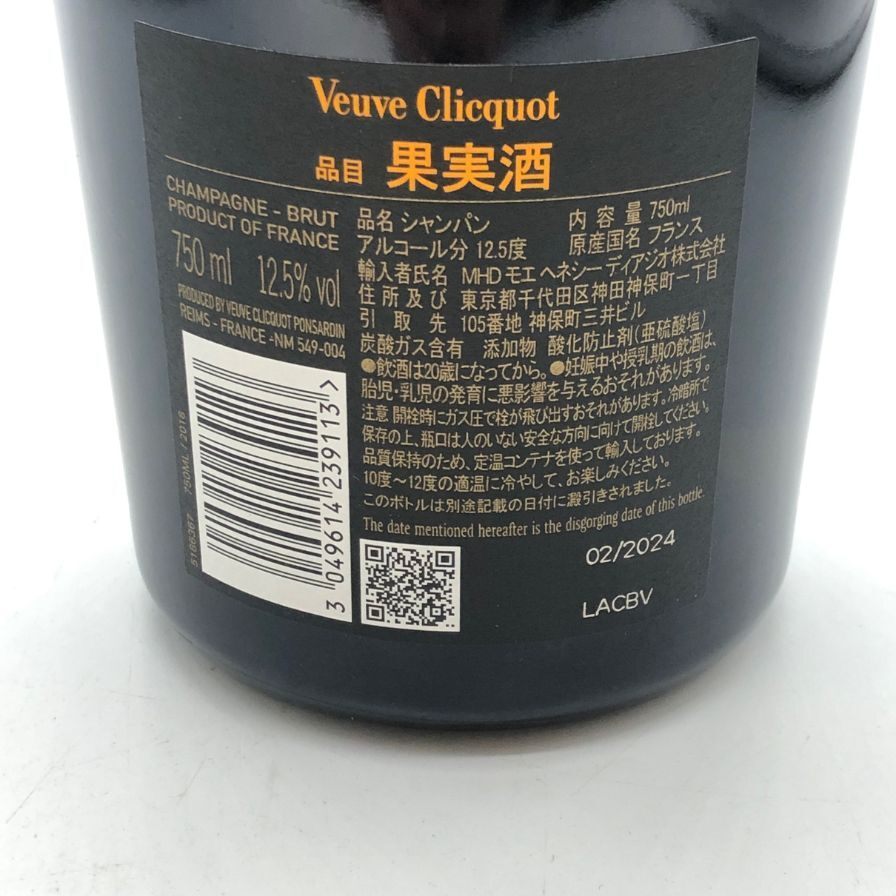 Veuve Clicquot
品目 果実酒
CHAMPAGNE - BRUT
PRODUCT OF FRANCE
750 ml 12.5% vol
PRODUCED BY VEUVE CLICQUOT PONSARDIN
REIMS - FRANCE -NM 549-004
品名 シャンパン 内容量 750ml
アルコール分 12.5度 原産国名 フランス
輸入者氏名 MHD モエ ヘネシー ディアジオ株式会社
住所及び 東京都千代田区神田神保町一丁目
引取先 105番地 神保町三井ビル
炭酸ガス含有 添加物 酸化防止剤(亜硫酸塩)
●飲酒は20歳になってから。●妊娠中や授乳期の飲酒は、
胎児・乳児の発育に悪影響を与えるおそれがあります。
注意 開栓時にガス圧で栓が飛び出すおそれがあります。冷暗所で
保存の上、瓶口は人のいない安全な方向に向けて開栓してください。
品質保持のため、定温コンテナを使って輸入しております。
10度～12度の適温に冷やして、お楽しみください。
このボトルは別途記載の日付に澱引きされました。
The date mentioned hereafter is the disgorging date of this bottle.
02/2024
LACBV
3 049614 239113 >
5166367 750ML / 2016